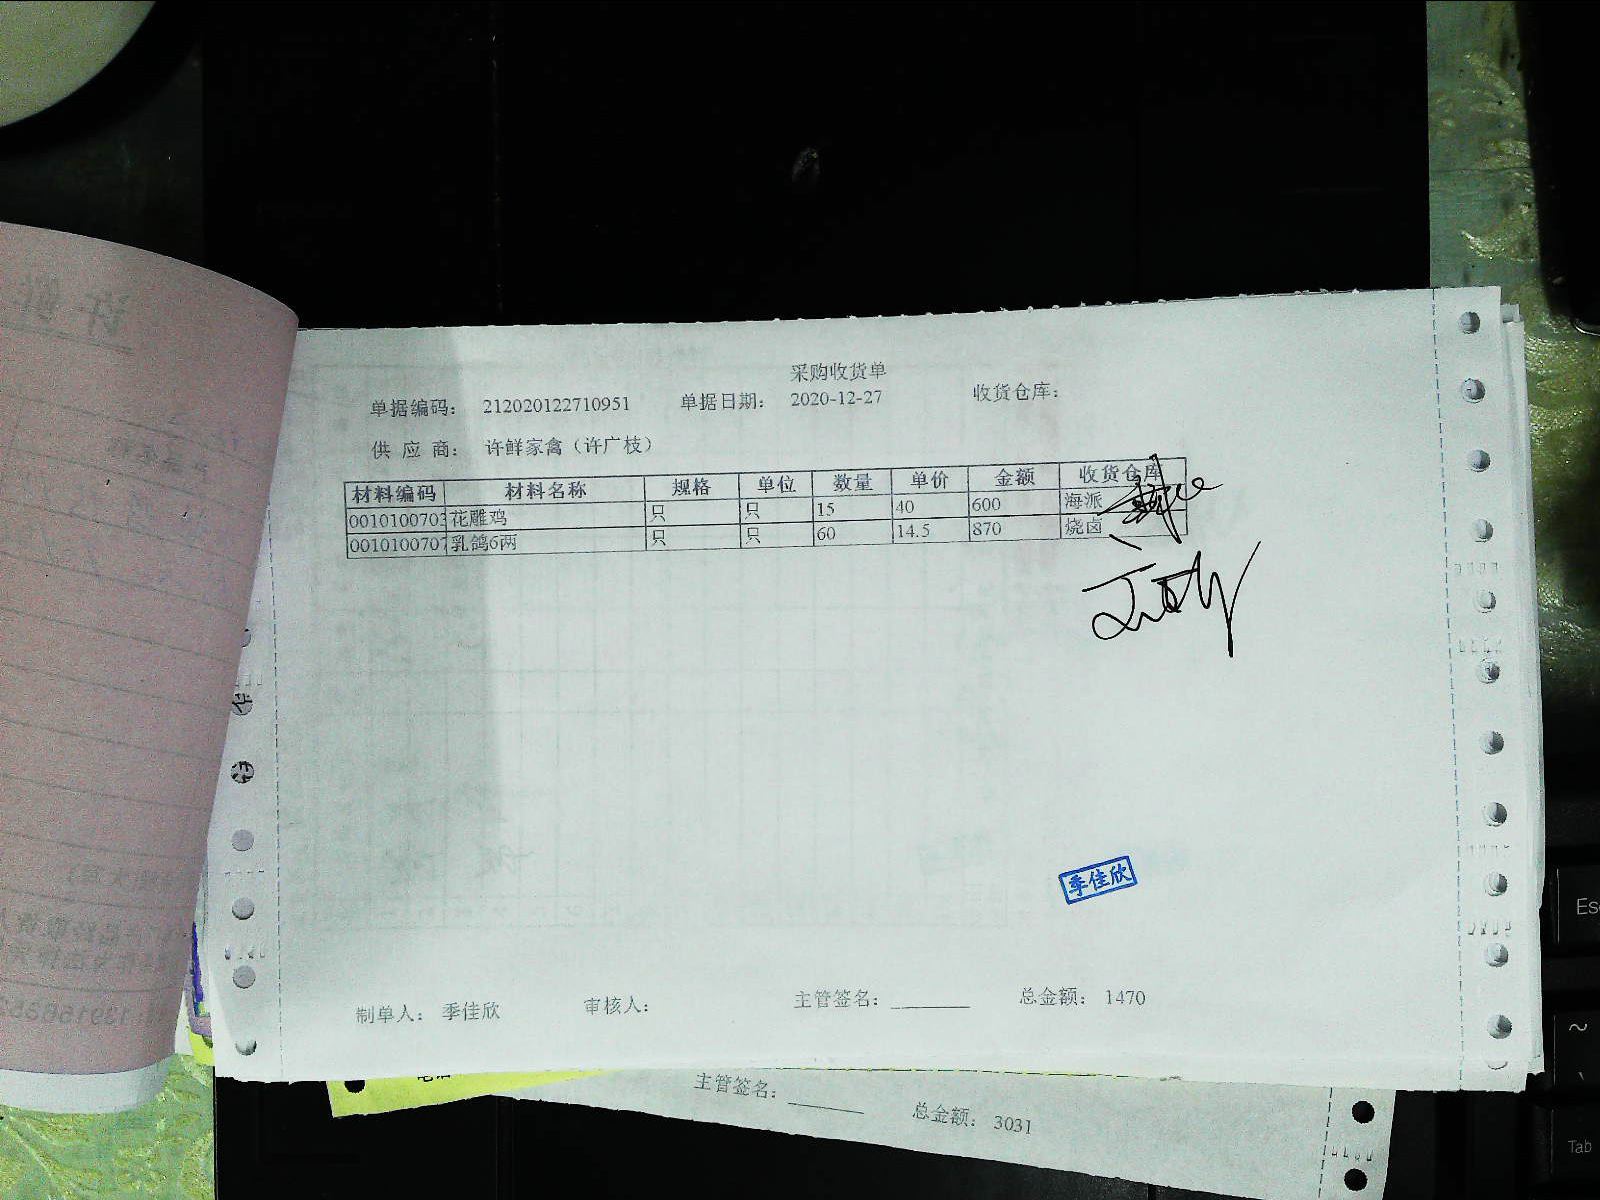 采购收货单
单据编码： 212020122710951 单据日期： 2020-12-27 收货仓库：
供 应 商： 许鲜家禽（许广枝）
材料编码 材料名称 规格 单位 数量 单价 金额 收货仓库
0010100703 花雕鸡 只 只 15 40 600 海派
0010100707 乳鸽6两 只 只 60 14.5 870 烧卤
季佳欣
制单人： 季佳欣 审核人： 主管签名： 总金额： 1470
主管签名： 总金额： 3031
Esc
~
`
Tab